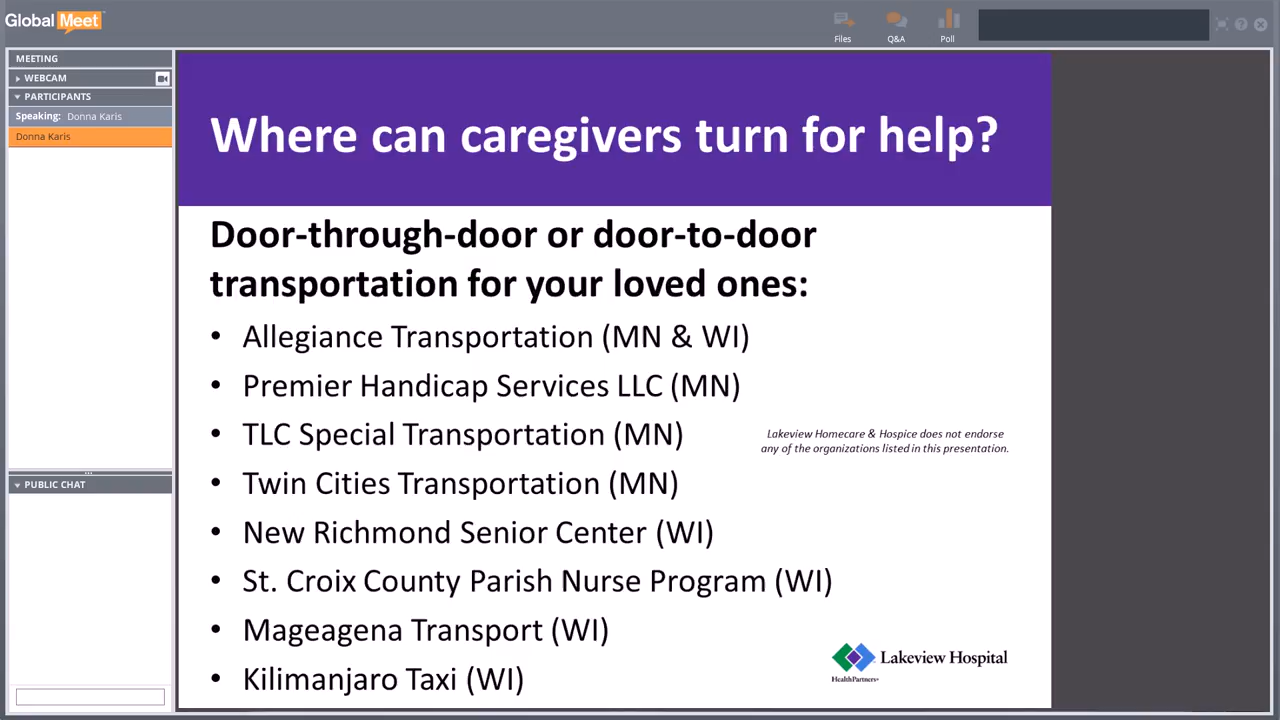 GlobalMeet
Files
Q&A
Poll
MEETING
WEBCAM
PARTICIPANTS
Speaking: Donna Karis
Donna Karis
PUBLIC CHAT
Where can caregivers turn for help?
Door-through-door or door-to-door
transportation for your loved ones:
• Allegiance Transportation (MN & WI)
• Premier Handicap Services LLC (MN)
• TLC Special Transportation (MN)
• Twin Cities Transportation (MN)
• New Richmond Senior Center (WI)
• St. Croix County Parish Nurse Program (WI)
• Mageagena Transport (WI)
• Kilimanjaro Taxi (WI)
Lakeview Homecare & Hospice does not endorse
any of the organizations listed in this presentation.
Lakeview Hospital
HealthPartners